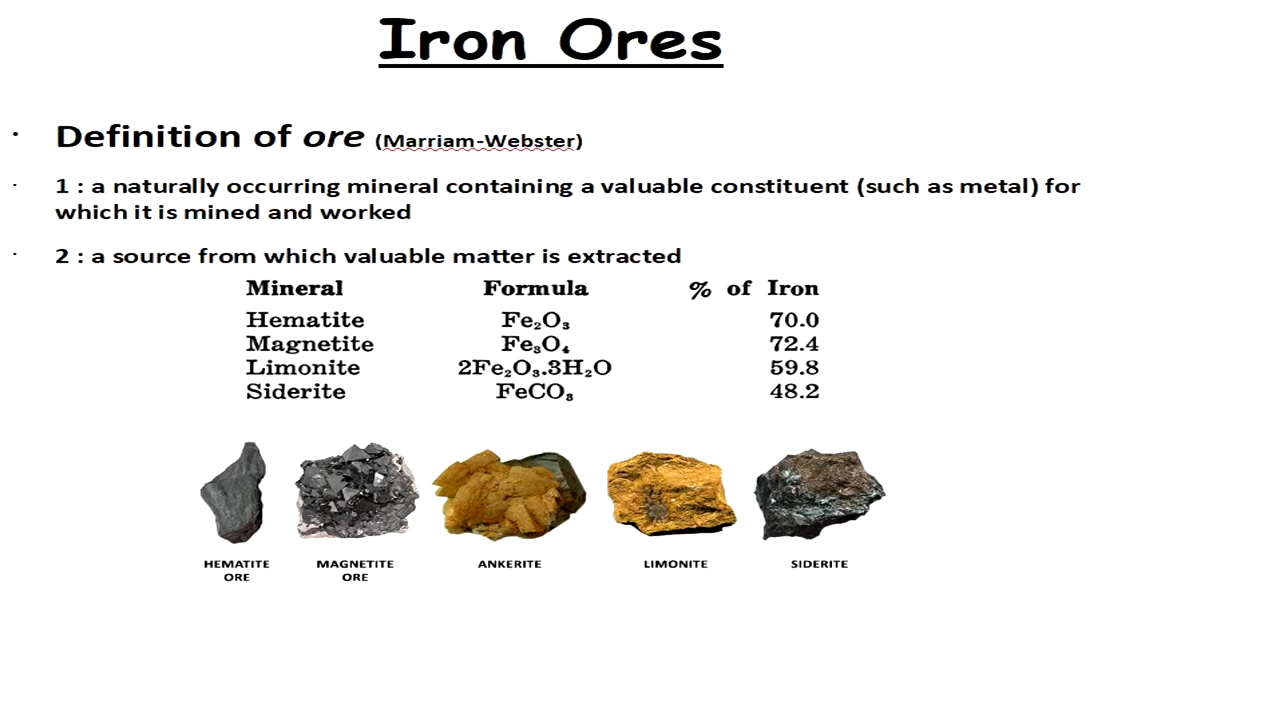 Iron Ores
· Definition of ore (Marriam-Webster)
· 1 : a naturally occurring mineral containing a valuable constituent (such as metal) for
which it is mined and worked
· 2 : a source from which valuable matter is extracted
Mineral Formula % of Iron
Hematite Fe₂O₃ 70.0
Magnetite Fe₃O₄ 72.4
Limonite 2Fe₂O₃.3H₂O 59.8
Siderite FeCO₃ 48.2
HEMATITE MAGNETITE ANKERITE LIMONITE SIDERITE
ORE ORE